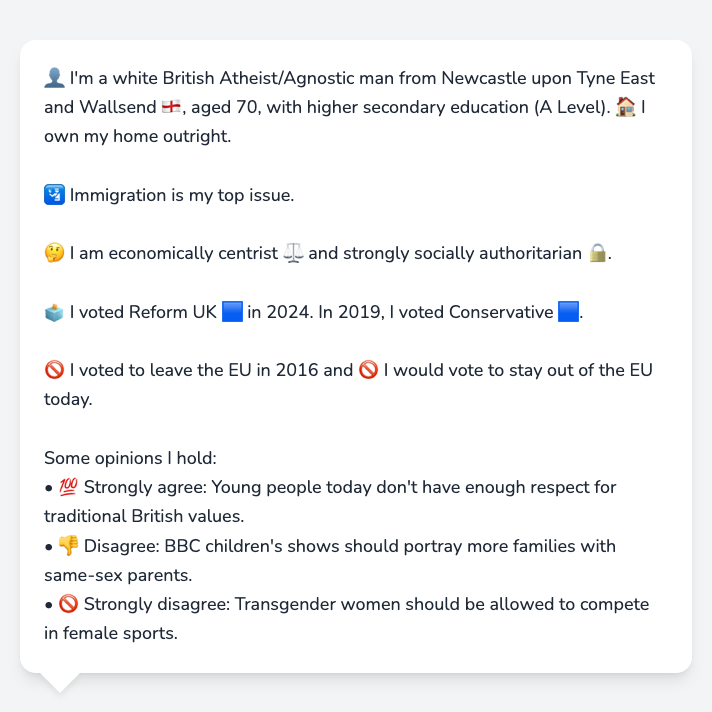 👤 I'm a white British Atheist/Agnostic man from Newcastle upon Tyne East
and Wallsend 🏴󠁧󠁢󠁥󠁮󠁧󠁿, aged 70, with higher secondary education (A Level). 🏠 I
own my home outright.
🛂 Immigration is my top issue.
🤔 I am economically centrist ⚖️ and strongly socially authoritarian 🔒.
🗳️ I voted Reform UK 🟦 in 2024. In 2019, I voted Conservative 🟦.
🚫 I voted to leave the EU in 2016 and 🚫 I would vote to stay out of the EU
today.
Some opinions I hold:
• 💯 Strongly agree: Young people today don't have enough respect for
traditional British values.
• 👎 Disagree: BBC children's shows should portray more families with
same-sex parents.
• 🚫 Strongly disagree: Transgender women should be allowed to compete
in female sports.